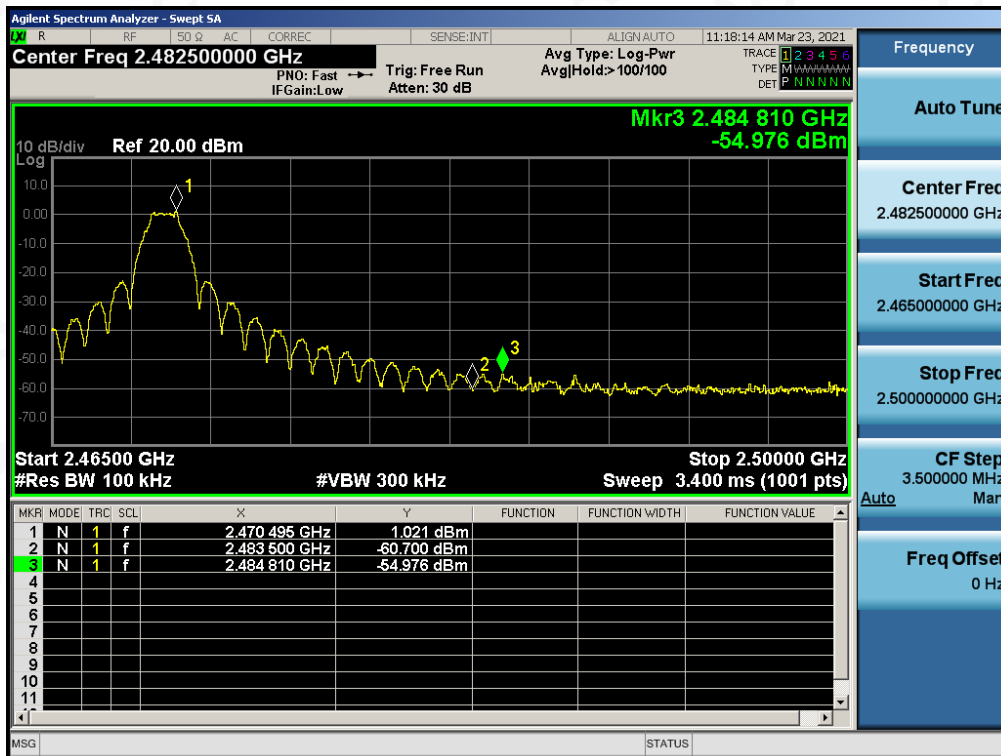 Agilent Spectrum Analyzer - Swept SA
LXI R RF 50 Ω AC CORREC SENSE:INT ALIGN AUTO 11:18:14 AM Mar 23, 2021
Center Freq 2.482500000 GHz
PNO: Fast
IFGain:Low
Trig: Free Run
Atten: 30 dB
Avg Type: Log-Pwr
Avg|Hold:> 100/100
TRACE 1 2 3 4 5 6
TYPE M
DET P N N N N N
Mkr3 2.484 810 GHz
-54.976 dBm
10 dB/div Ref 20.00 dBm
Log
10.0
0.00
-10.0
-20.0
-30.0
-40.0
-50.0
-60.0
-70.0
1
2
3
Start 2.46500 GHz Stop 2.50000 GHz
#Res BW 100 kHz #VBW 300 kHz Sweep 3.400 ms (1001 pts)
MKR MODE TRC SCL X Y FUNCTION FUNCTION WIDTH FUNCTION VALUE
1 N 1 f 2.470 495 GHz 1.021 dBm
2 N 1 f 2.483 500 GHz -60.700 dBm
3 N 1 f 2.484 810 GHz -54.976 dBm
4
5
6
7
8
9
10
11
MSG STATUS
Frequency
Auto Tune
Center Freq
2.482500000 GHz
Start Freq
2.465000000 GHz
Stop Freq
2.500000000 GHz
CF Step
3.500000 MHz
Auto Man
Freq Offset
0 Hz